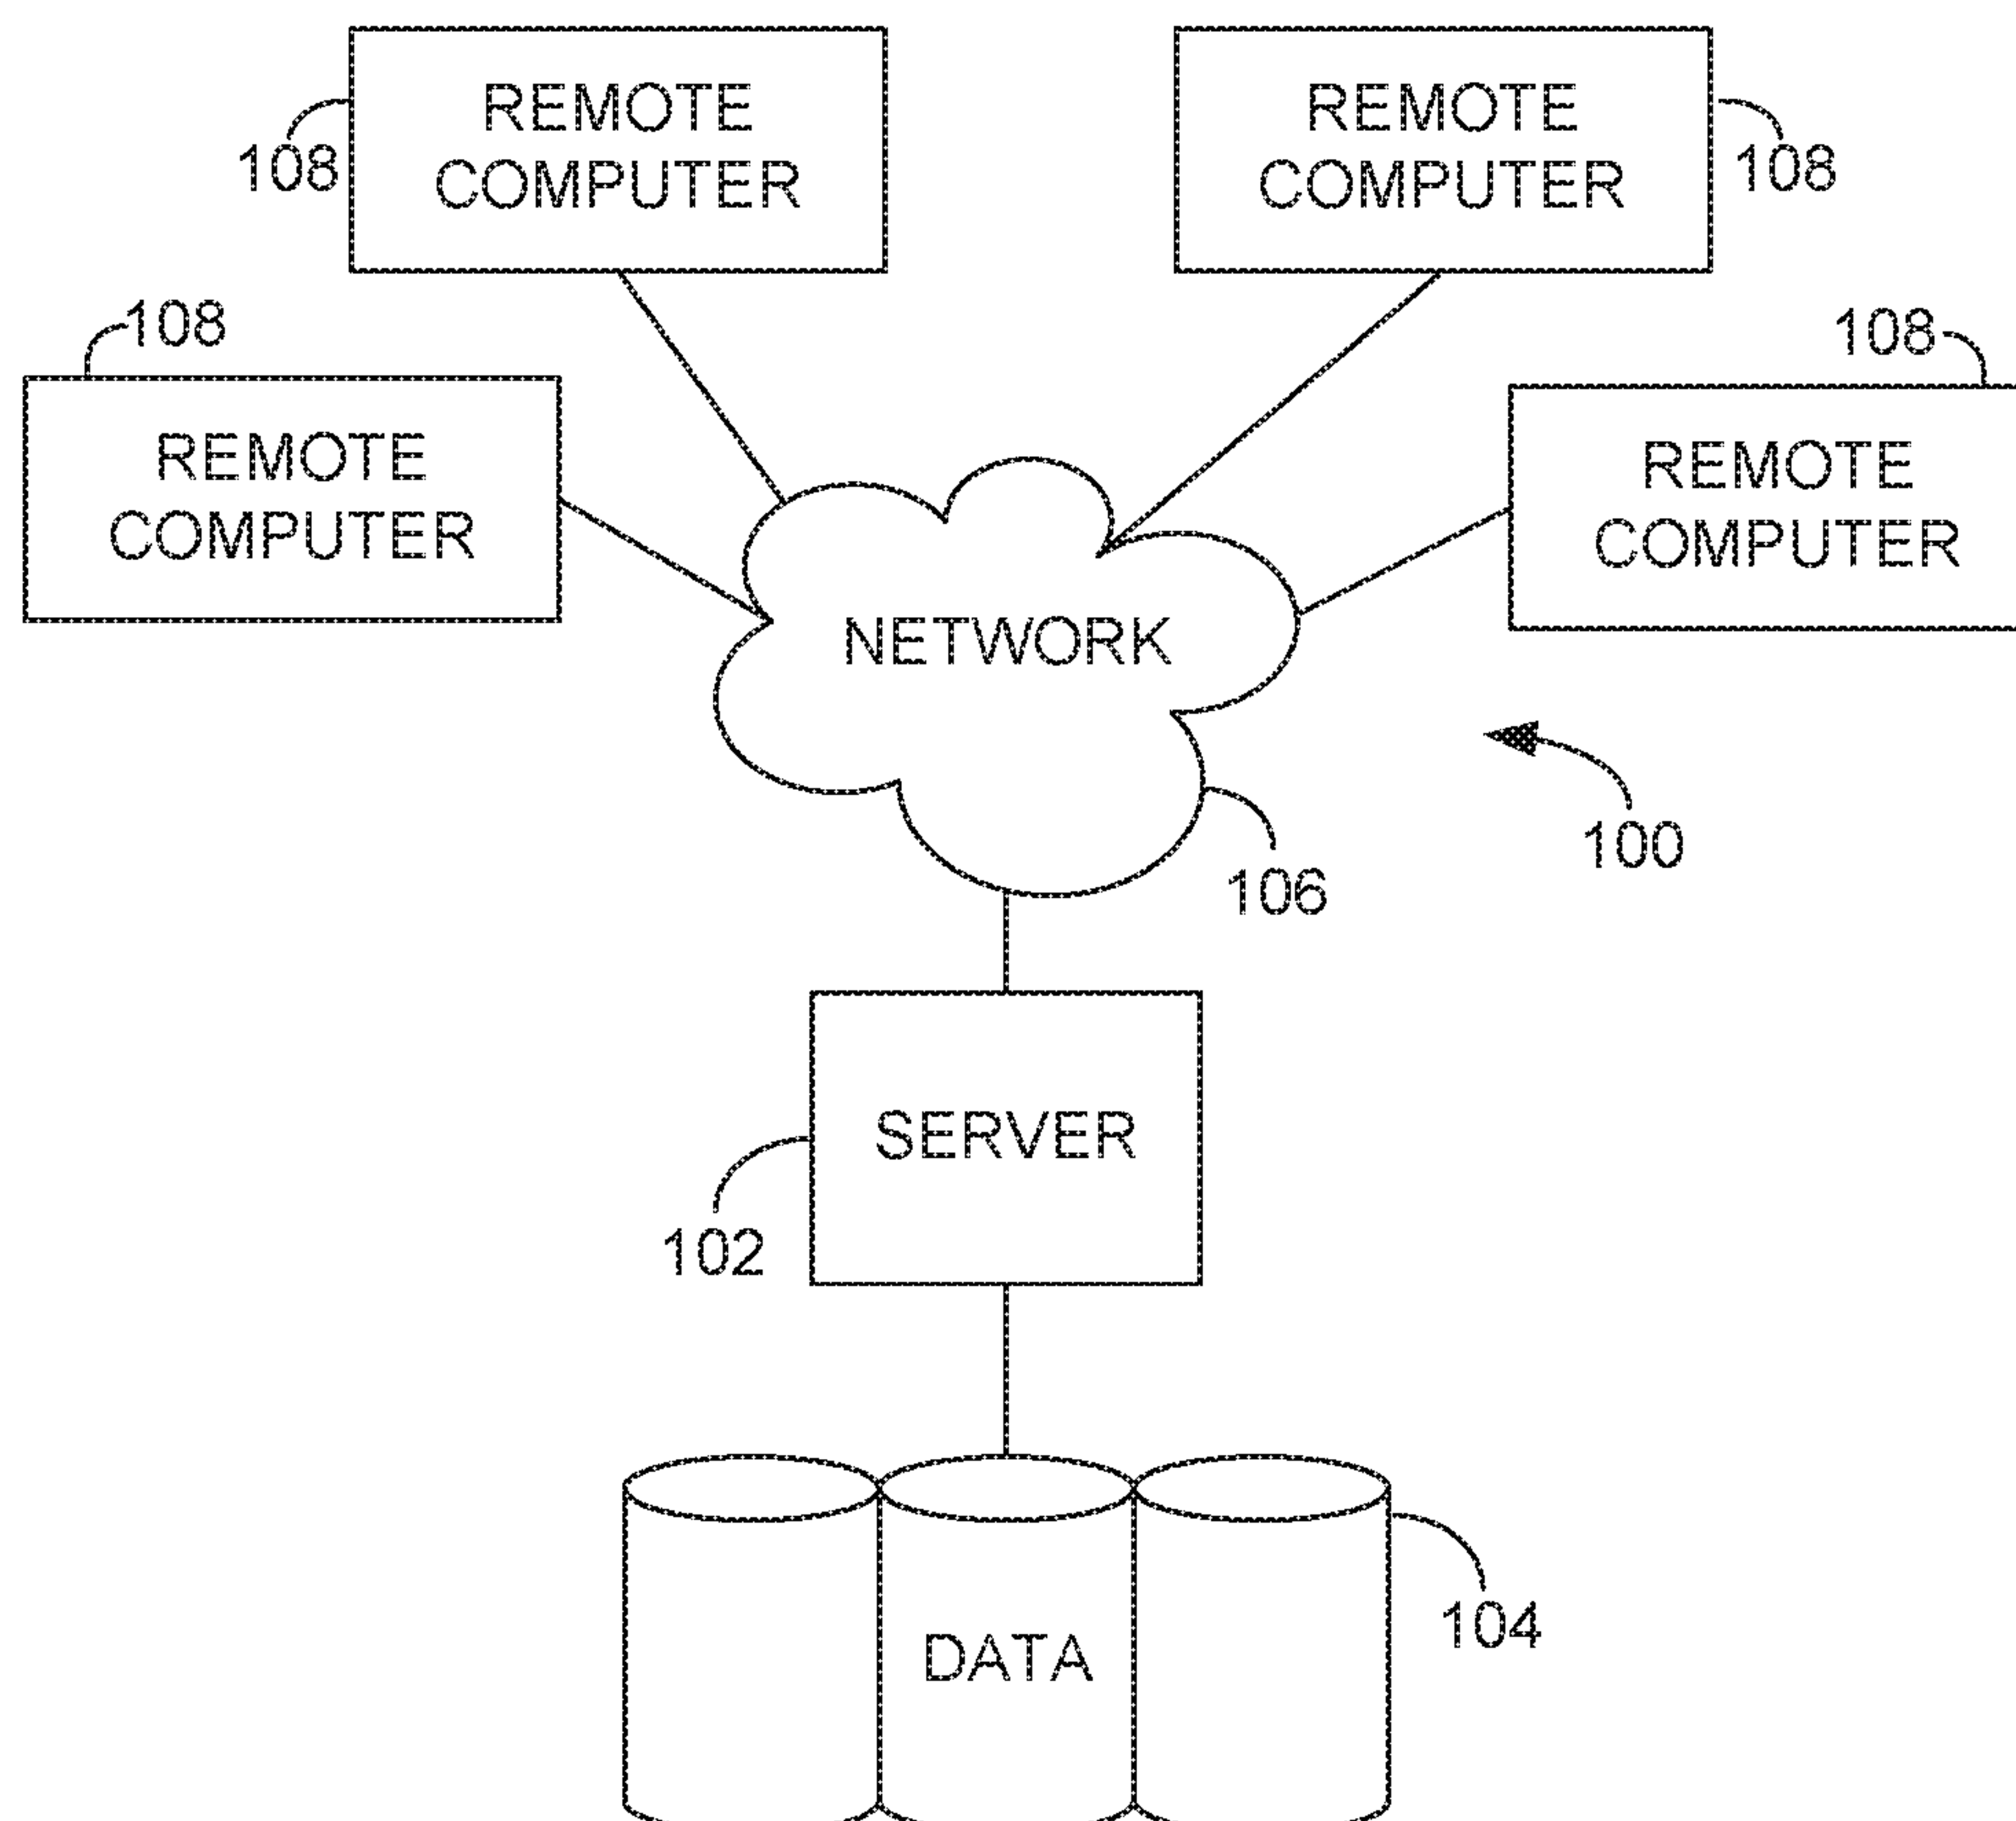 REMOTE
COMPUTER
108
REMOTE
COMPUTER
108
108
REMOTE
COMPUTER
108
REMOTE
COMPUTER
NETWORK
100
106
SERVER
102
104
DATA